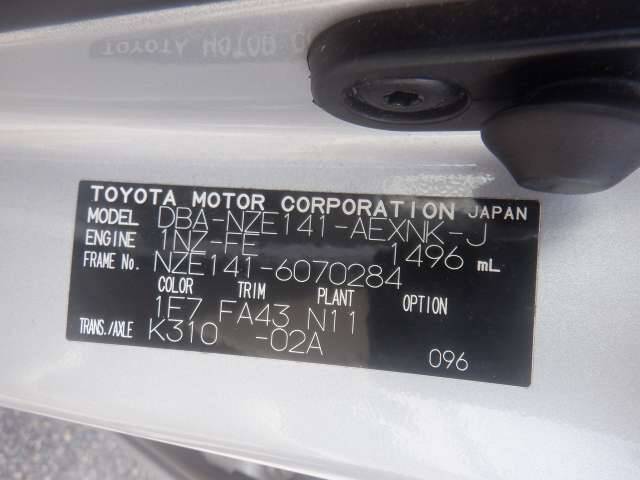 TOYOTA MOTOR CORPORATION JAPAN
MODEL DBA-NZE141-AEXNK-J
ENGINE 1NZ-FE 1496 mL
FRAME No. NZE141-6070284
COLOR TRIM PLANT OPTION
1E7 FA43 N11
TRANS./AXLE K310 -02A
096